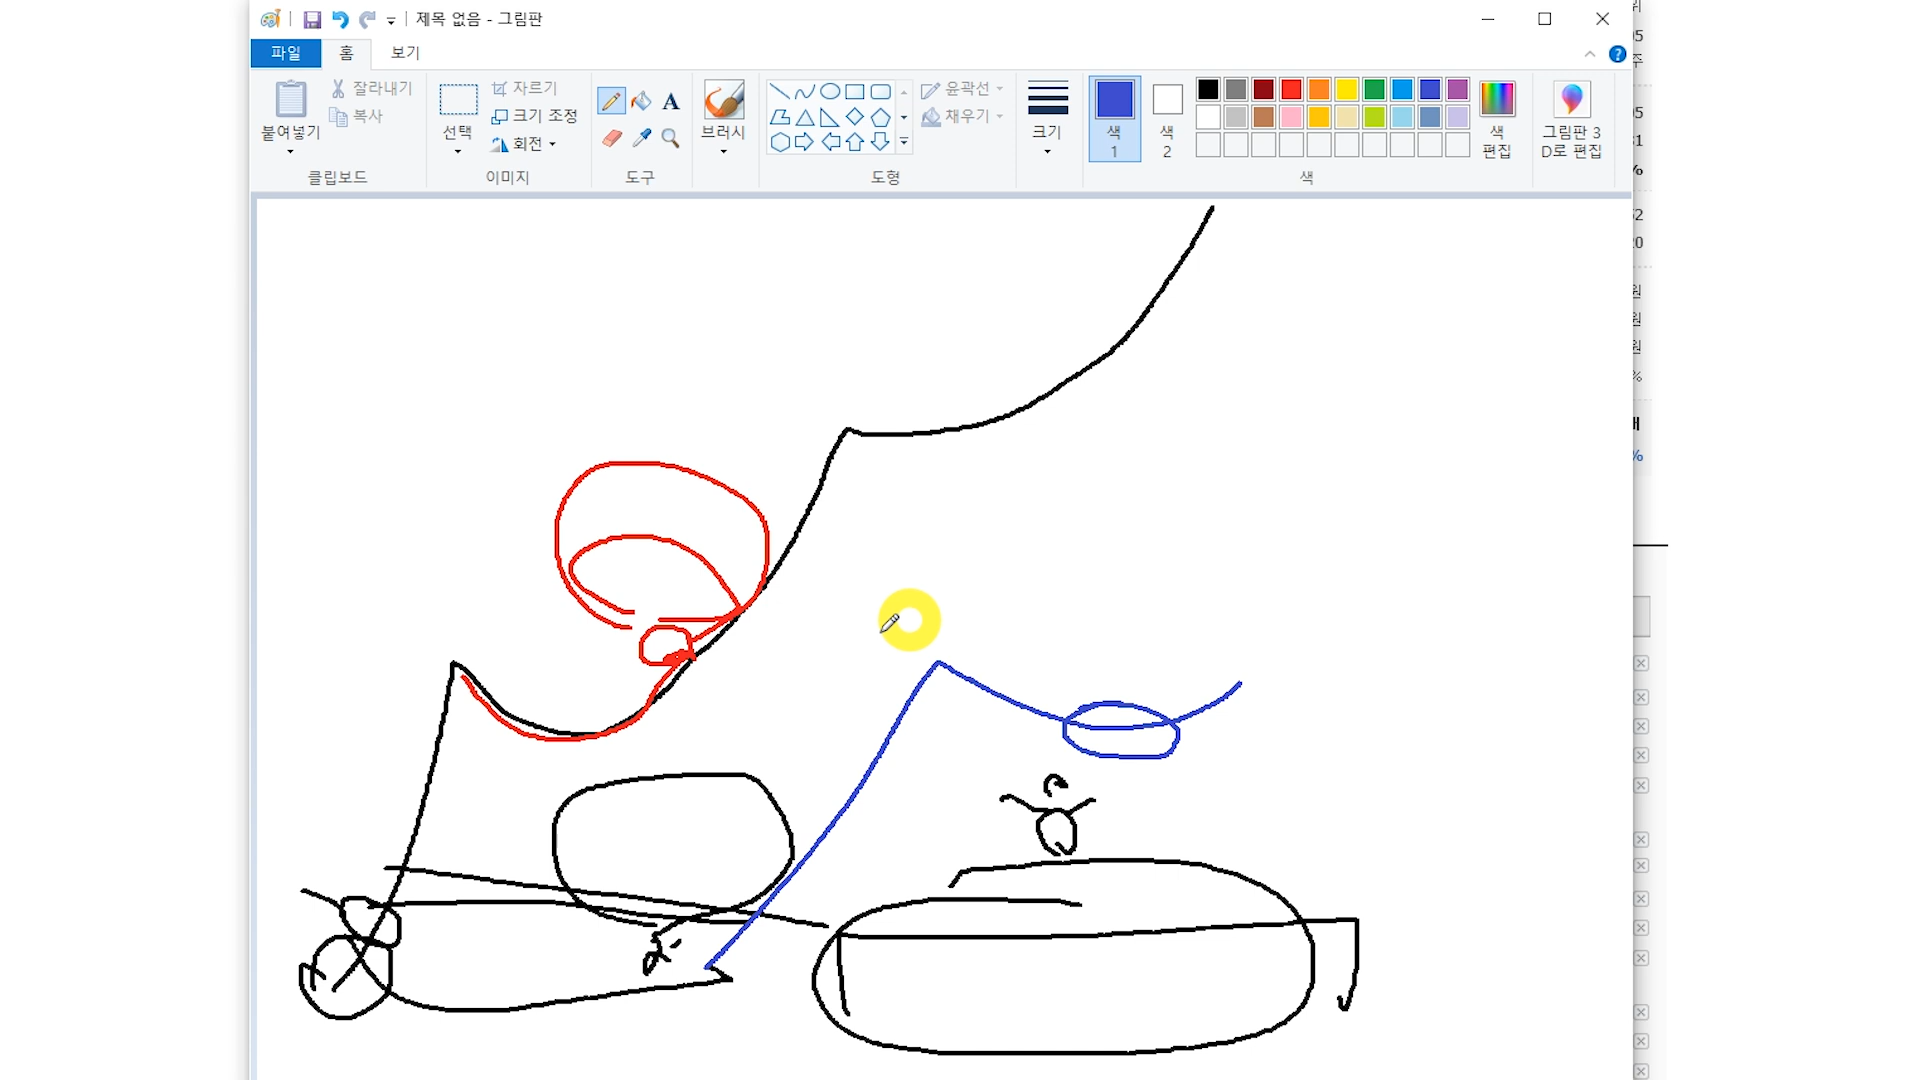 제목 없음 - 그림판
파일 홈 보기
붙여넣기
잘라내기
복사
클립보드
선택
자르기
크기 조정
회전
이미지
A
도구
브러시
윤곽선
채우기
도형
크기
색
1
색
2
색
편집
색
그림판 3
D로 편집
?